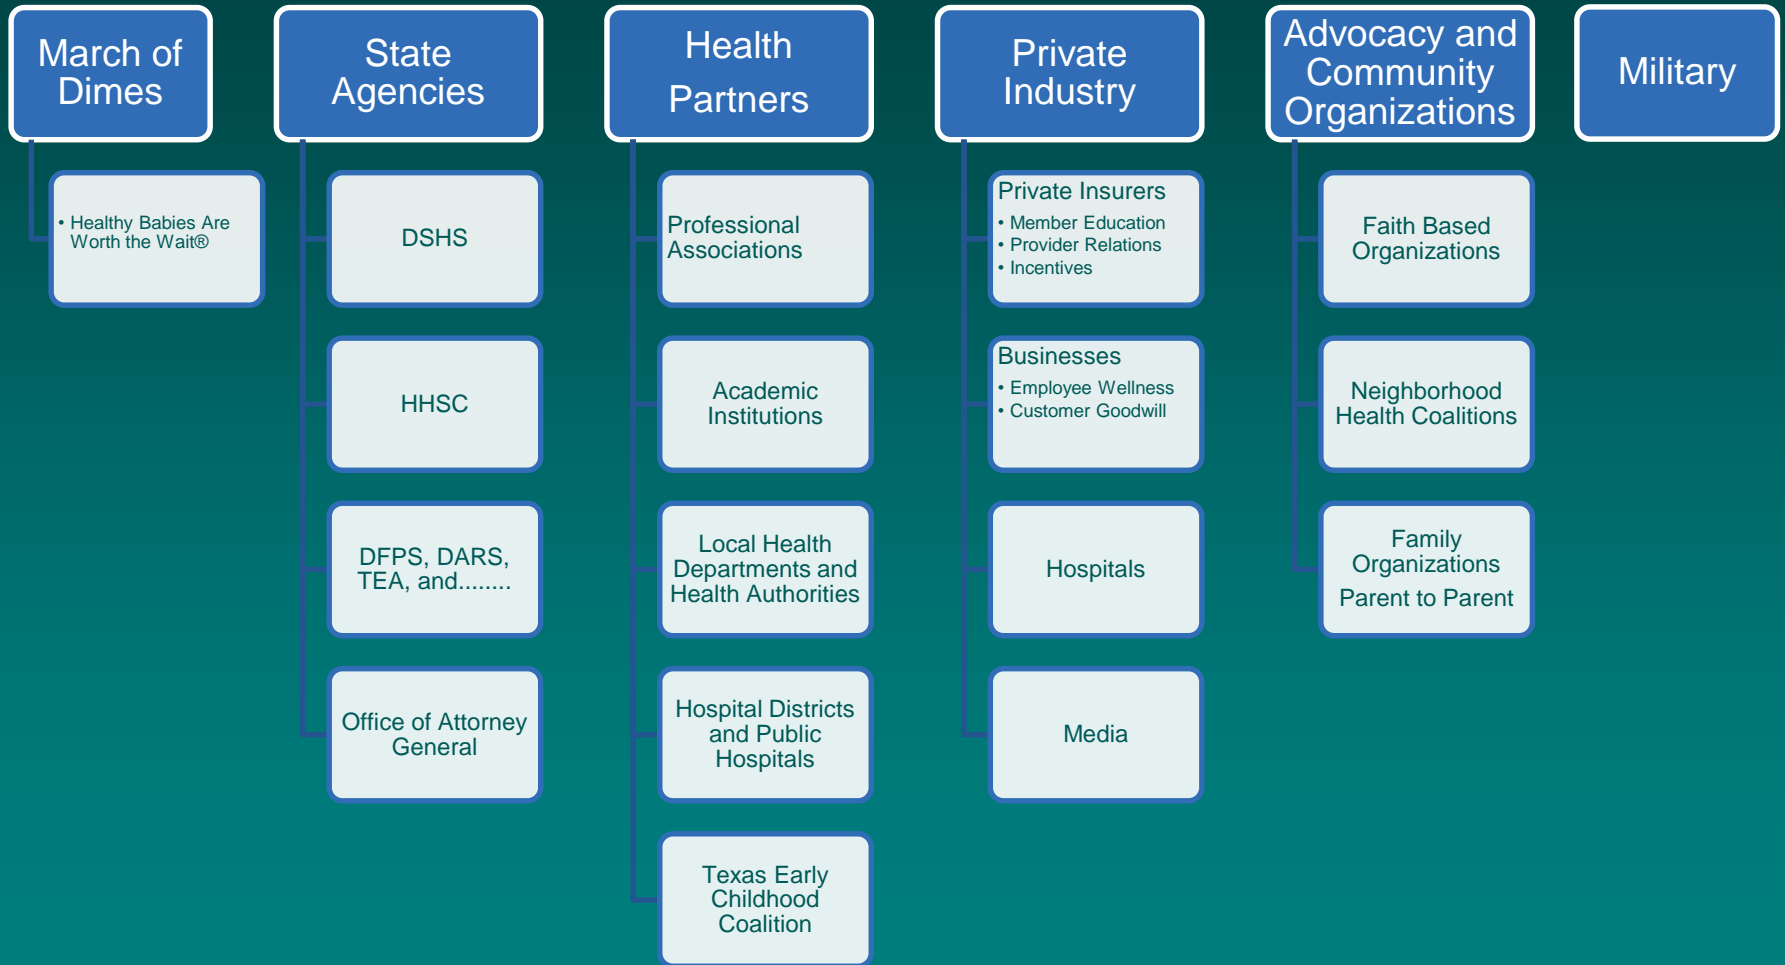 March of
Dimes
• Healthy Babies Are
Worth the Wait®
State
Agencies
DSHS
HHSC
DFPS, DARS,
TEA, and........
Office of Attorney
General
Health
Partners
Professional
Associations
Academic
Institutions
Local Health
Departments and
Health Authorities
Hospital Districts
and Public
Hospitals
Texas Early
Childhood
Coalition
Private
Industry
Private Insurers
• Member Education
• Provider Relations
• Incentives
Businesses
• Employee Wellness
• Customer Goodwill
Hospitals
Media
Advocacy and
Community
Organizations
Faith Based
Organizations
Neighborhood
Health Coalitions
Family
Organizations
Parent to Parent
Military